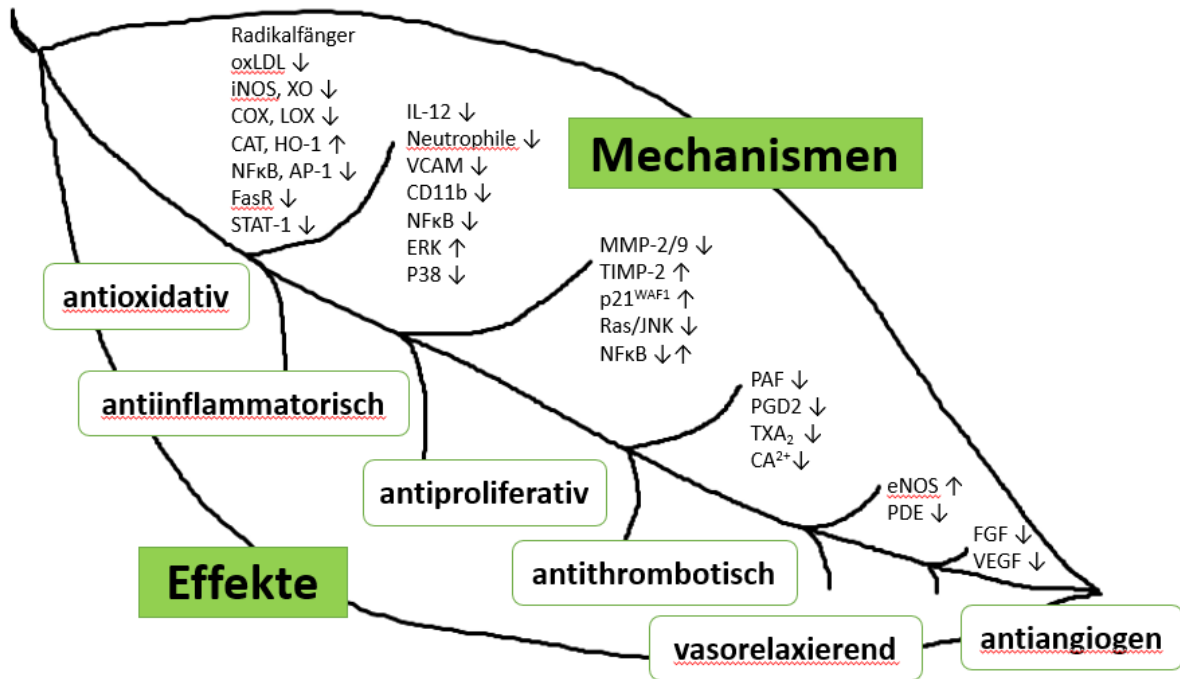 Radikalfänger
oxLDL ↓
iNOS, XO ↓
COX, LOX ↓
CAT, HO-1 ↑
NFκB, AP-1 ↓
FasR ↓
STAT-1 ↓
IL-12 ↓
Neutrophile ↓
VCAM ↓
CD11b ↓
NFκB ↓
ERK ↑
P38 ↓
Mechanismen
MMP-2/9 ↓
TIMP-2 ↑
p21ᵂᴬᶠ¹ ↑
Ras/JNK ↓
NFκB ↓↑
PAF ↓
PGD2 ↓
TXA₂ ↓
CA²⁺↓
eNOS ↑
PDE ↓
FGF ↓
VEGF ↓
antioxidativ
antiinflammatorisch
antiproliferativ
antithrombotisch
vasorelaxierend
antiangiogen
Effekte